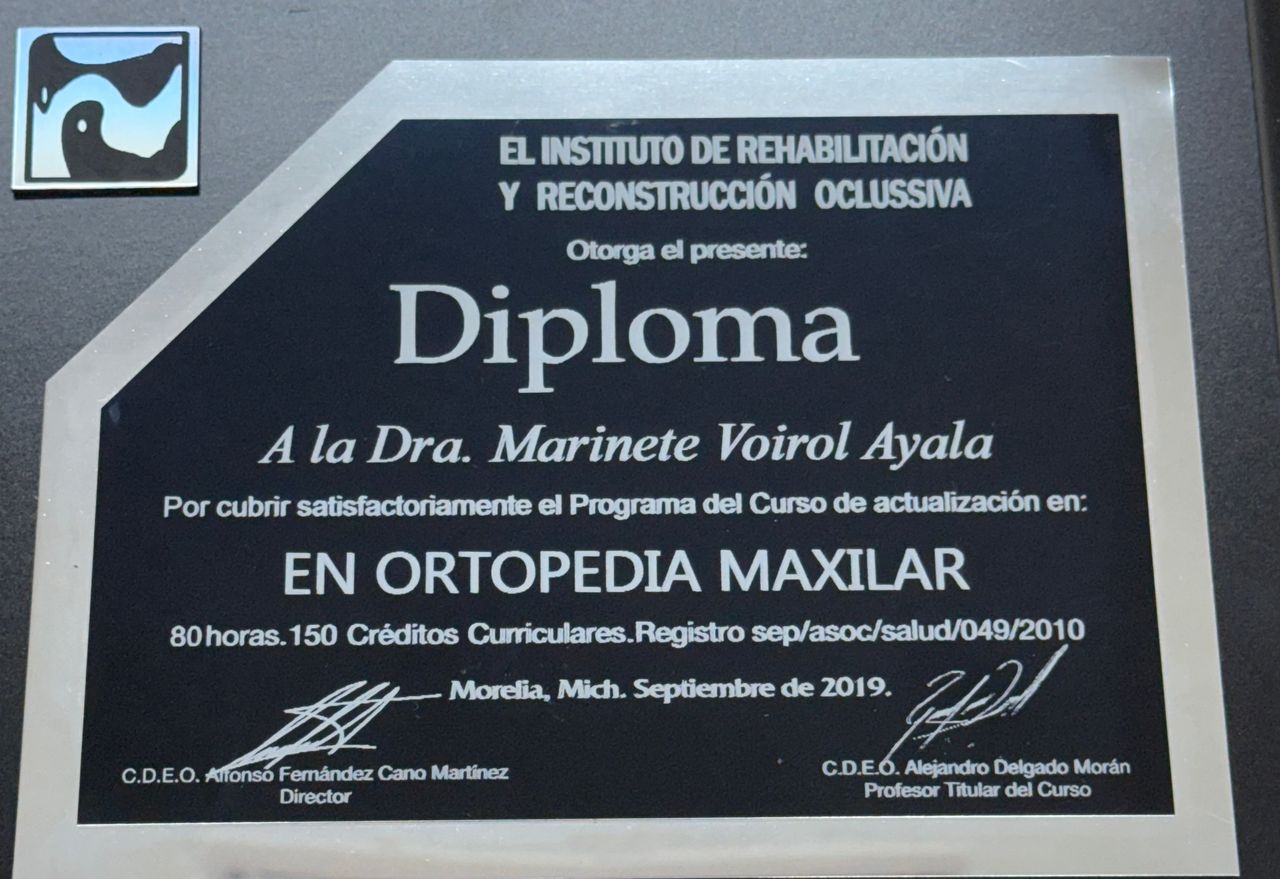 EL INSTITUTO DE REHABILITACIÓN
Y RECONSTRUCCIÓN OCLUSSIVA
Otorga el presente:
Diploma
A la Dra. Marinete Voirol Ayala
Por cubrir satisfactoriamente el Programa del Curso de actualización en:
EN ORTOPEDIA MAXILAR
80 horas.150 Créditos Curriculares.Registro sep/asoc/salud/049/2010
Morelia, Mich. Septiembre de 2019.
C.D.E.O. Alfonso Fernández Cano Martínez
Director
C.D.E.O. Alejandro Delgado Morán
Profesor Titular del Curso